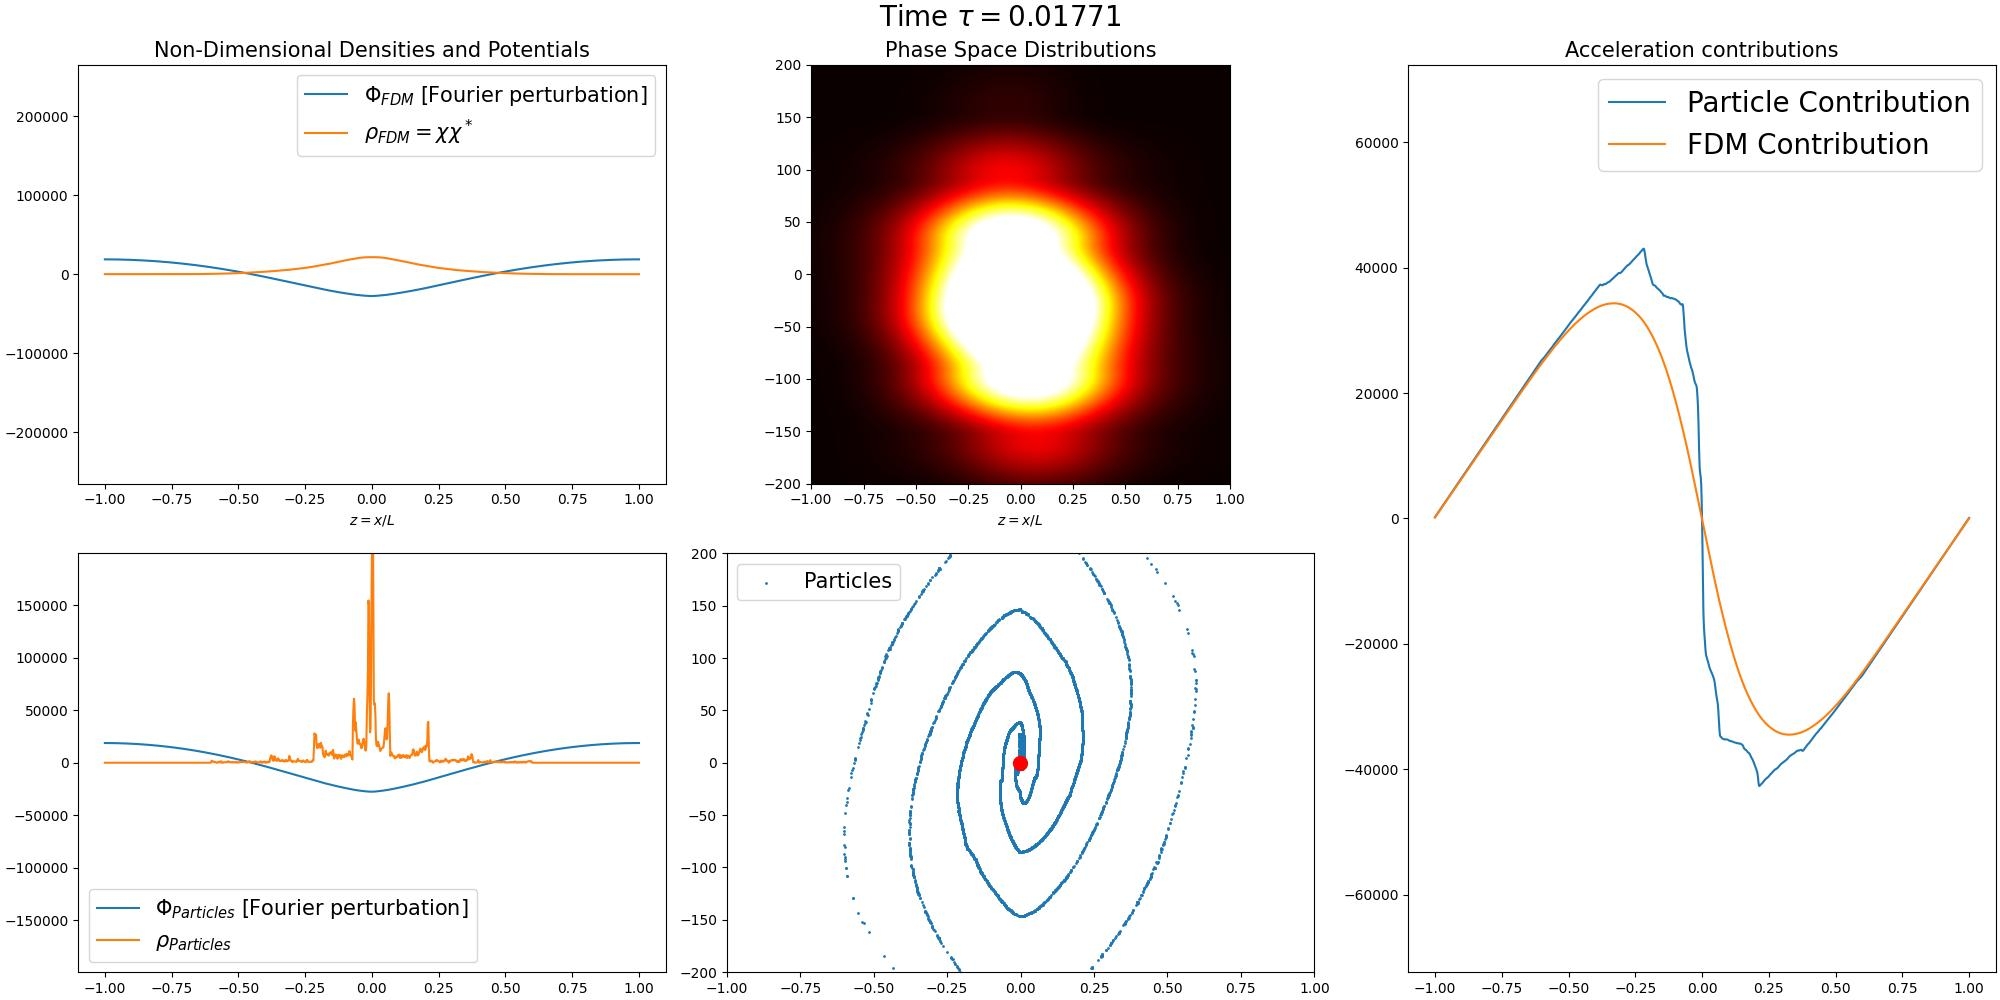 Time τ = 0.01771
Non-Dimensional Densities and Potentials
Φ_FDM [Fourier perturbation]
ρ_FDM = χχ*
200000
100000
0
−100000
−200000
−1.00 −0.75 −0.50 −0.25 0.00 0.25 0.50 0.75 1.00
z = x/L
Phase Space Distributions
200
150
100
50
0
−50
−100
−150
−200
−1.00 −0.75 −0.50 −0.25 0.00 0.25 0.50 0.75 1.00
z = x/L
Acceleration contributions
Particle Contribution
FDM Contribution
60000
40000
20000
0
−20000
−40000
−60000
−1.00 −0.75 −0.50 −0.25 0.00 0.25 0.50 0.75 1.00
150000
100000
50000
0
−50000
−100000
−150000
Φ_Particles [Fourier perturbation]
ρ_Particles
−1.00 −0.75 −0.50 −0.25 0.00 0.25 0.50 0.75 1.00
Particles
200
150
100
50
0
−50
−100
−150
−200
−1.00 −0.75 −0.50 −0.25 0.00 0.25 0.50 0.75 1.00